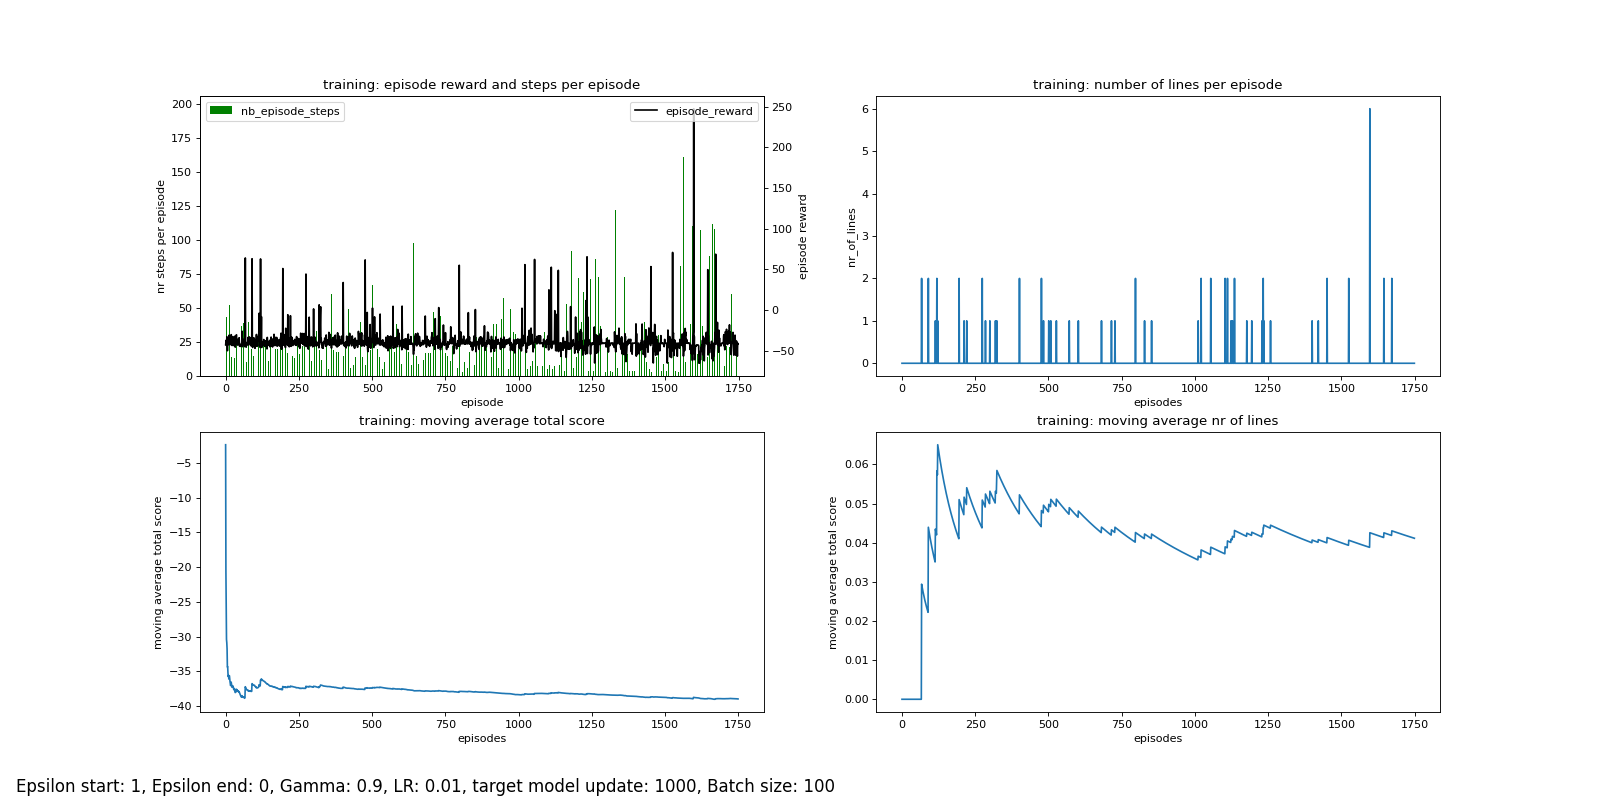 training: episode reward and steps per episode
nb_episode_steps
episode_reward
200
175
150
125
100
75
50
25
0
nr steps per episode
250
200
150
100
50
0
−50
episode reward
0 250 500 750 1000 1250 1500 1750
episode
training: number of lines per episode
6
5
4
3
2
1
0
nr_of_lines
0 250 500 750 1000 1250 1500 1750
episodes
training: moving average total score
−5
−10
−15
−20
−25
−30
−35
−40
moving average total score
0 250 500 750 1000 1250 1500 1750
episodes
training: moving average nr of lines
0.06
0.05
0.04
0.03
0.02
0.01
0.00
moving average total score
0 250 500 750 1000 1250 1500 1750
episodes
Epsilon start: 1, Epsilon end: 0, Gamma: 0.9, LR: 0.01, target model update: 1000, Batch size: 100